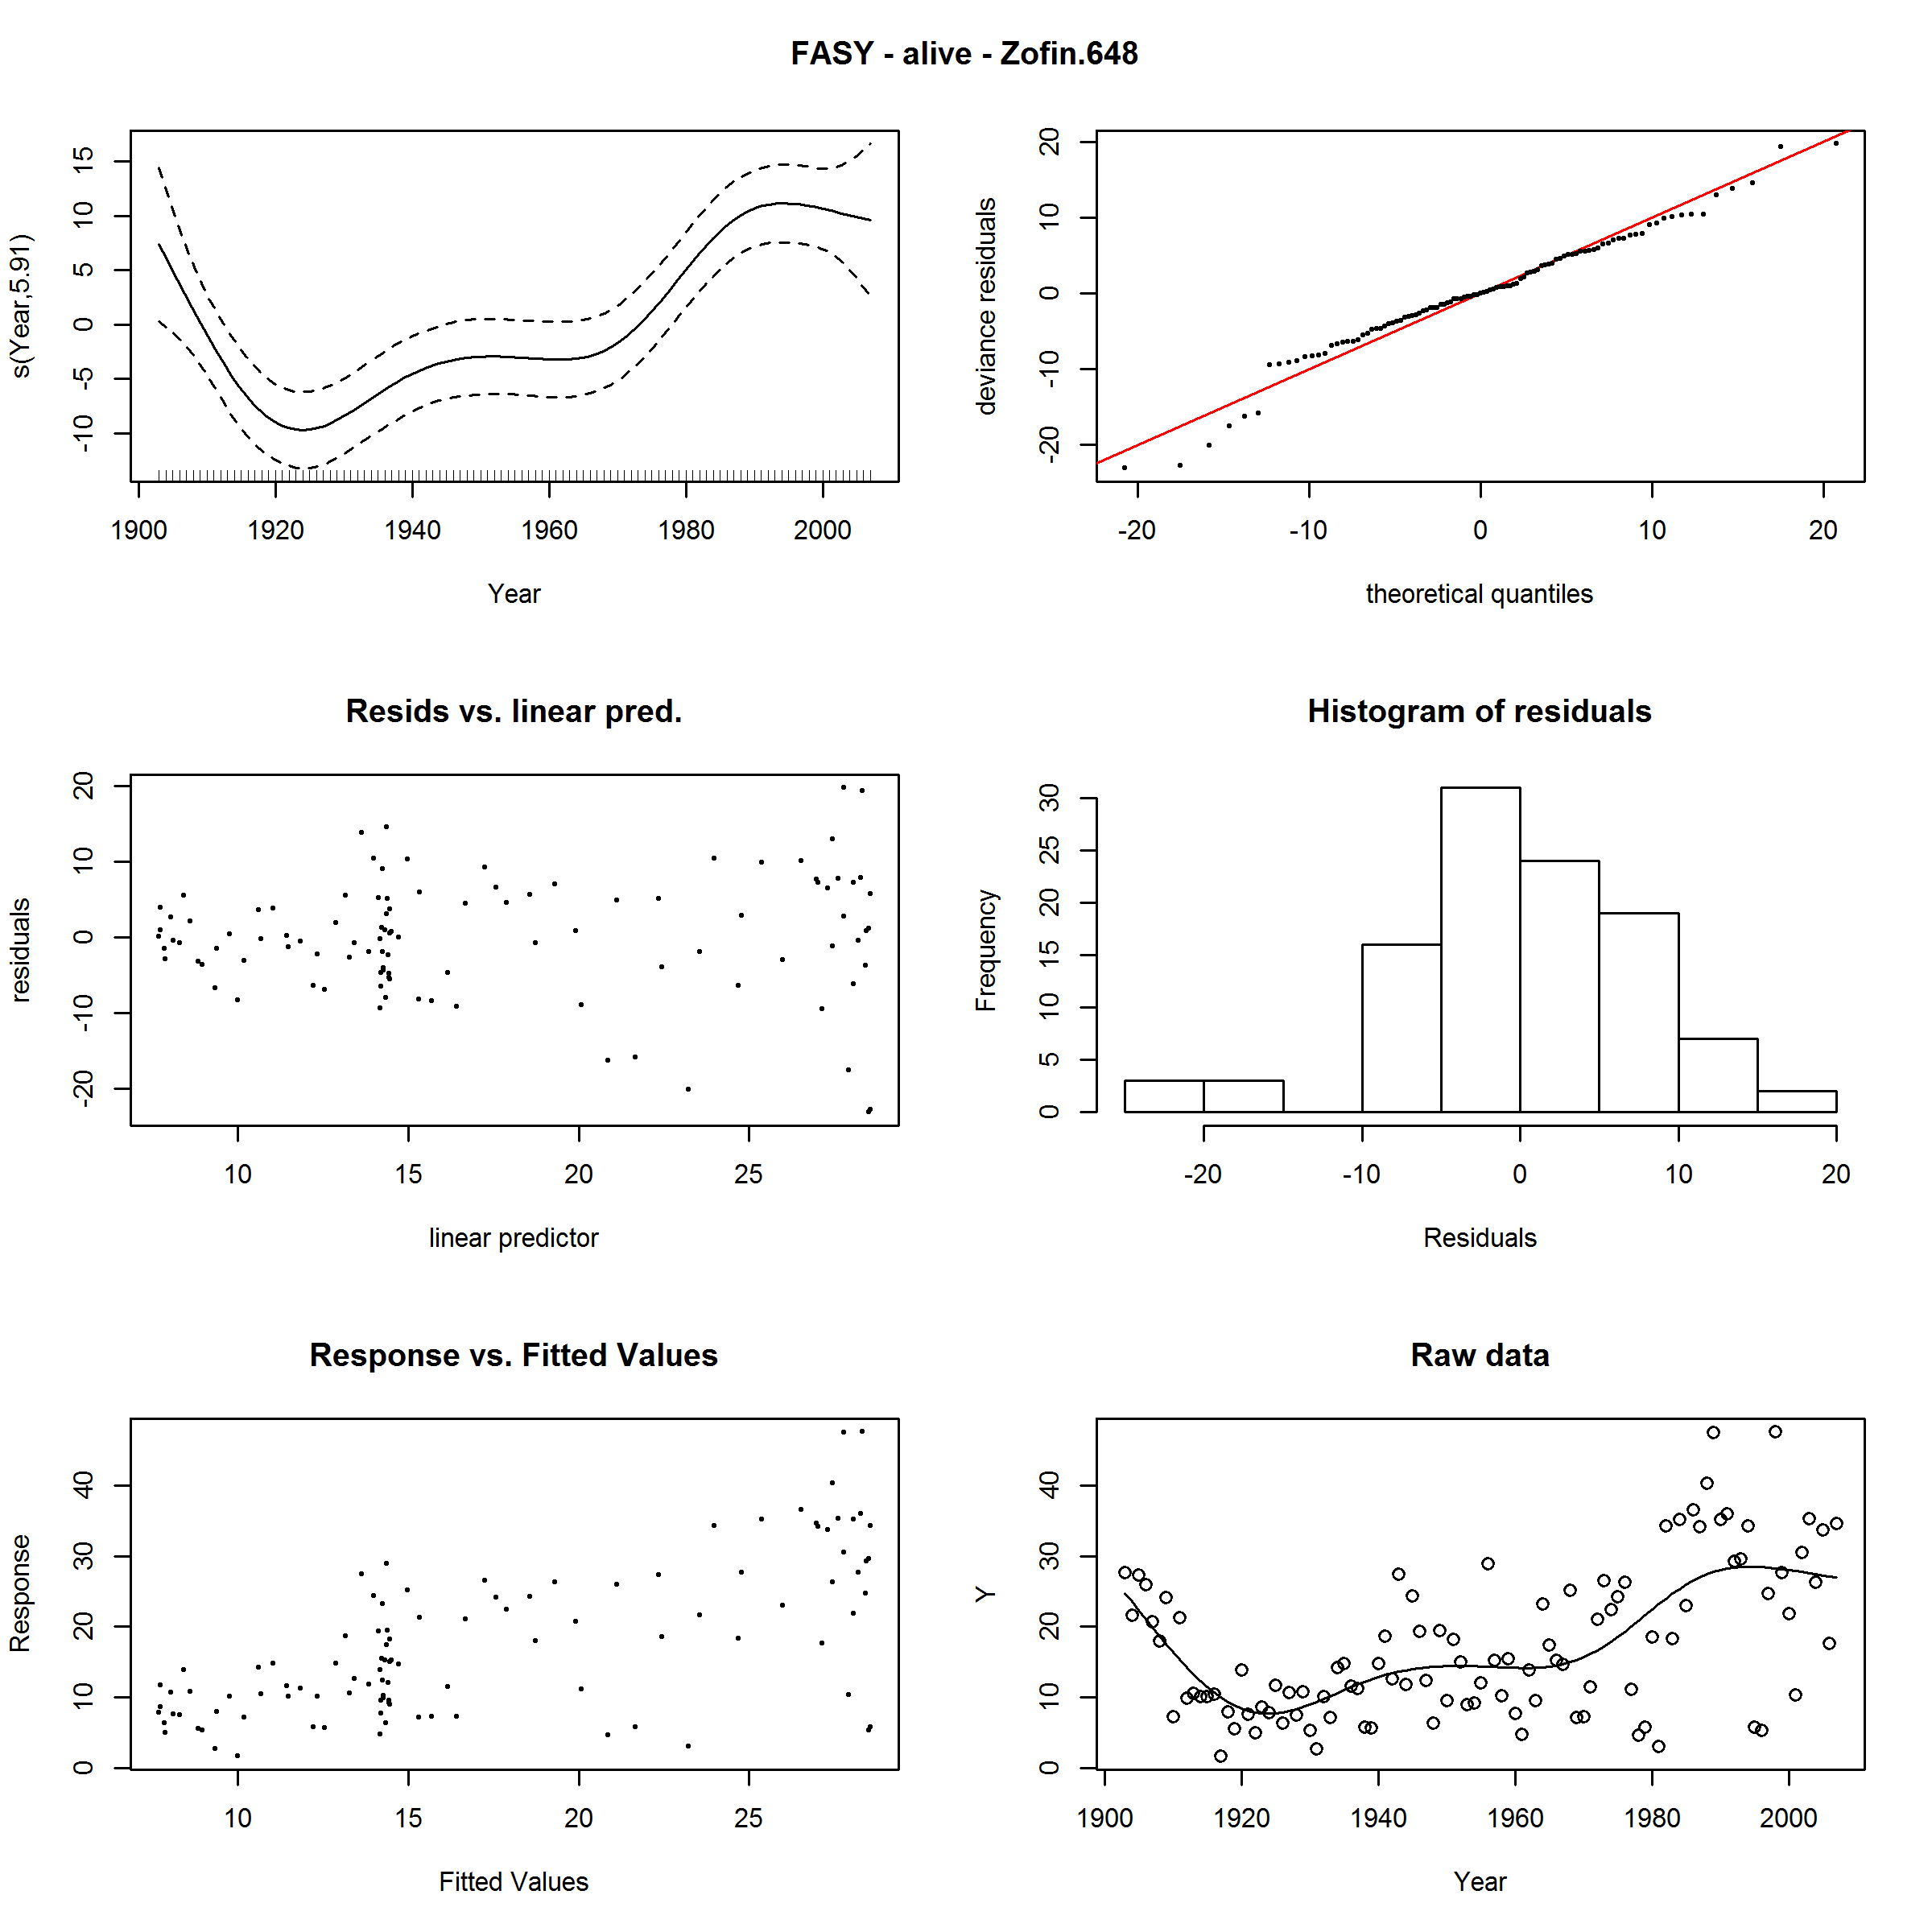 FASY - alive - Zofin.648
s(Year,5.91)
15
10
5
0
-5
-10
1900 1920 1940 1960 1980 2000
Year
deviance residuals
20
10
0
-10
-20
-20 -10 0 10 20
theoretical quantiles
Resids vs. linear pred.
residuals
20
10
0
-10
-20
10 15 20 25
linear predictor
Histogram of residuals
Frequency
30
25
20
15
10
5
0
-20 -10 0 10 20
Residuals
Response vs. Fitted Values
Response
40
30
20
10
0
10 15 20 25
Fitted Values
Raw data
Y
40
30
20
10
0
1900 1920 1940 1960 1980 2000
Year